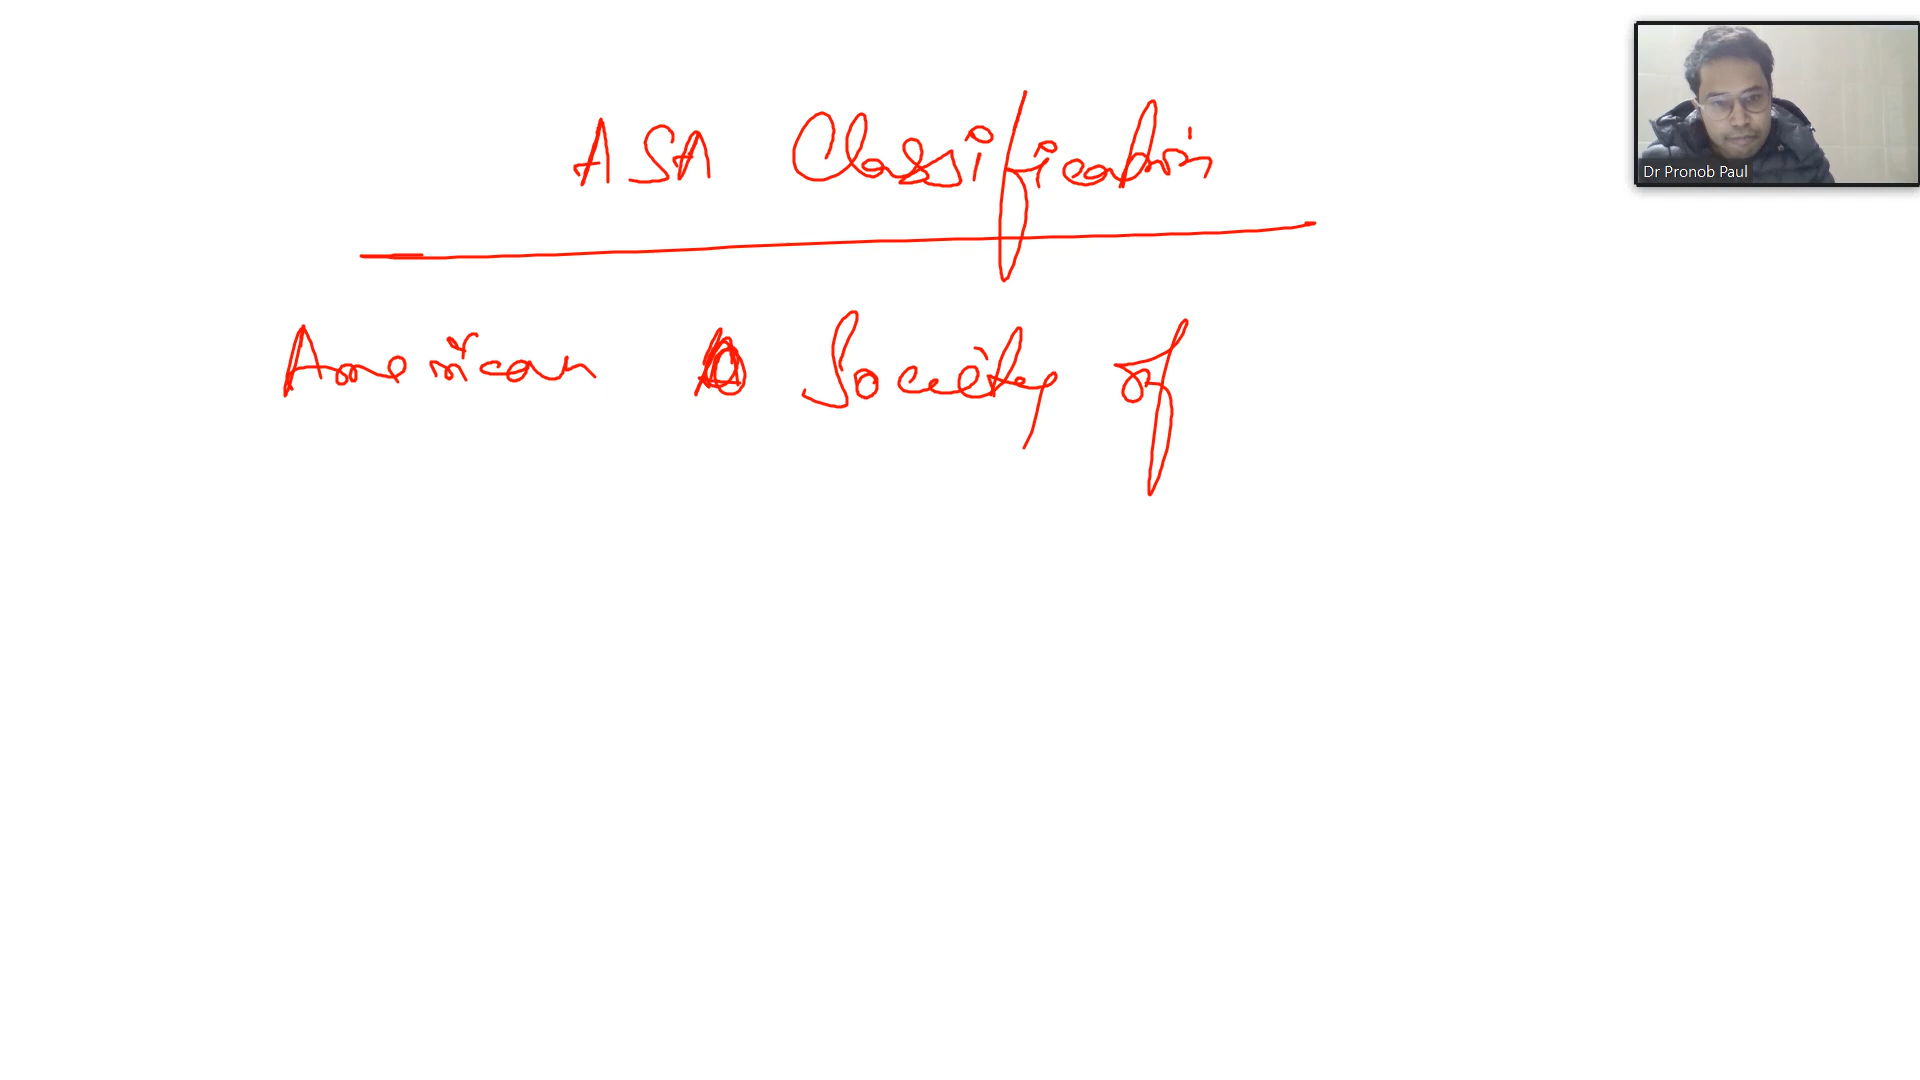 ASA Classification
American Society of
Dr Pronob Paul